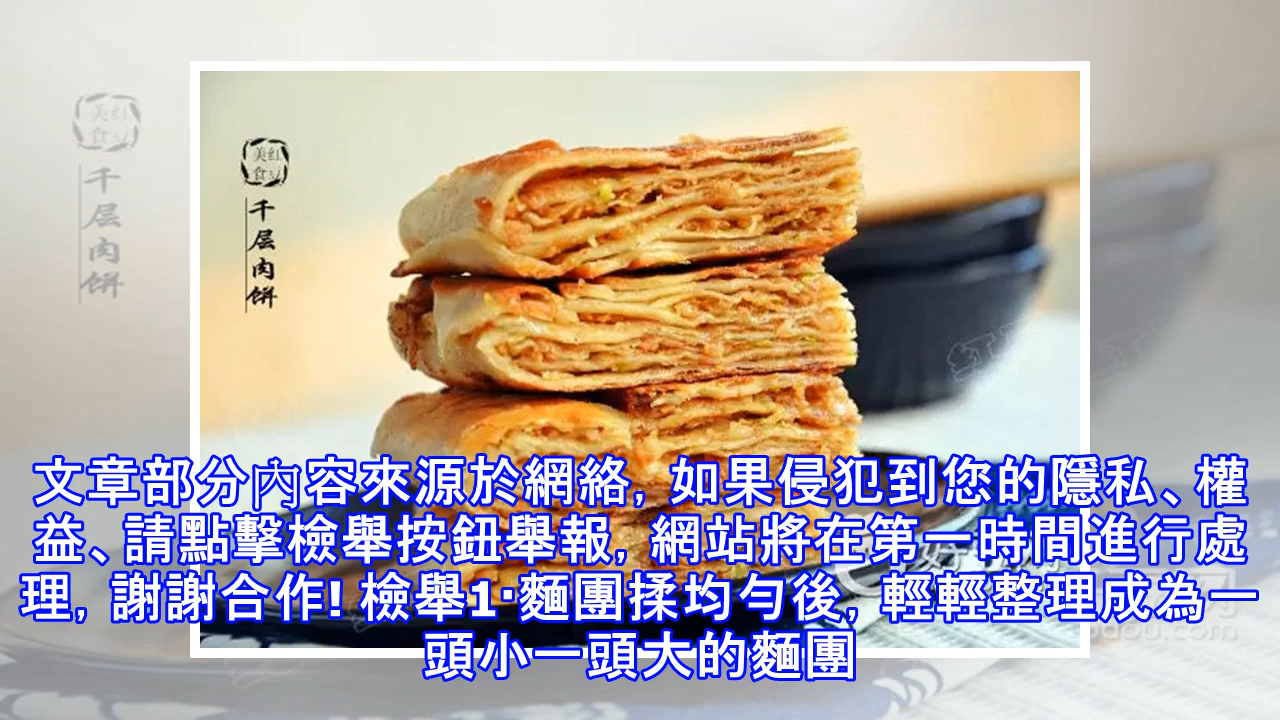 美红
食豆
千层肉饼
美红
食豆
千层肉饼
文章部分內容來源於網絡, 如果侵犯到您的隱私、權
益、請點擊檢舉按鈕舉報, 網站將在第一時間進行處
理, 謝謝合作! 檢舉1·麵團揉均勻後, 輕輕整理成為一
頭小一頭大的麵團